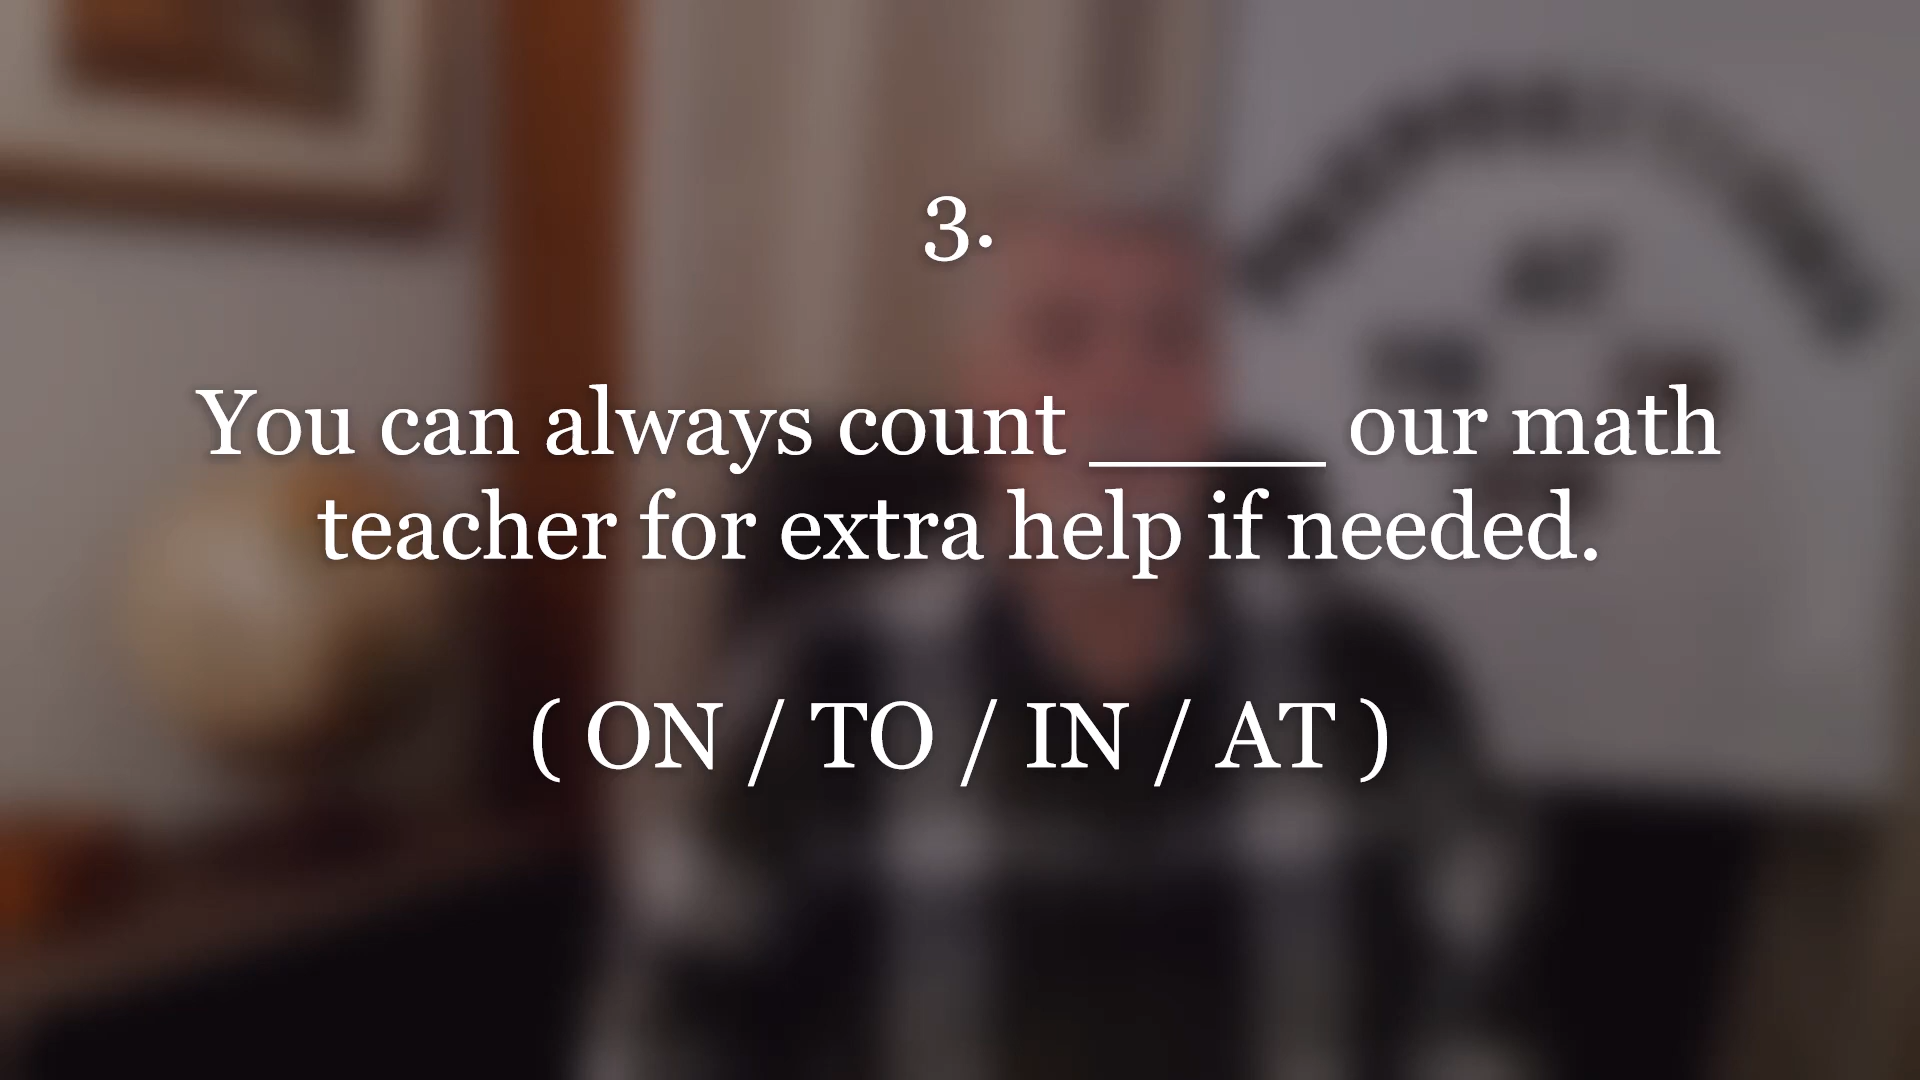 3.
You can always count _____ our math
teacher for extra help if needed.
( ON / TO / IN / AT )